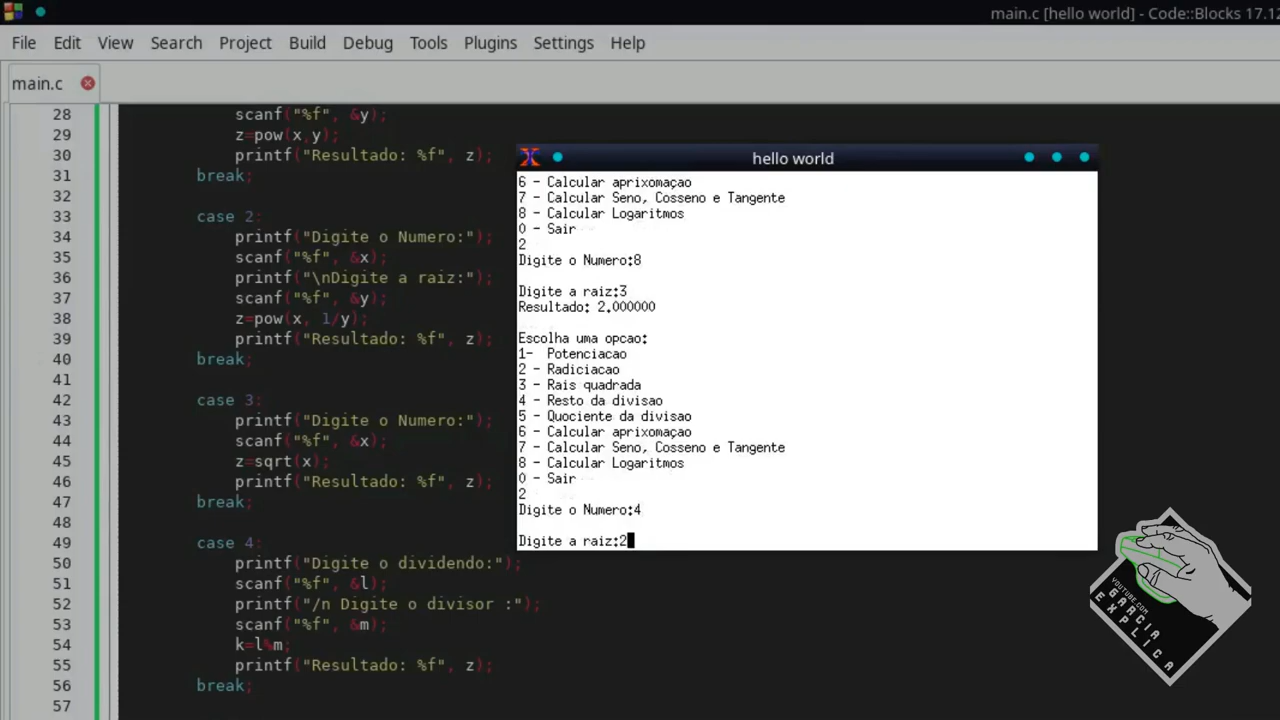 main.c [hello world] - Code::Blocks 17.12
File Edit View Search Project Build Debug Tools Plugins Settings Help
main.c
28 scanf("%f", &y);
29 z=pow(x,y);
30 printf("Resultado: %f", z);
31 break;
32
33 case 2:
34 printf("Digite o Numero:");
35 scanf("%f", &x);
36 printf("\nDigite a raiz:");
37 scanf("%f", &y);
38 z=pow(x, 1/y);
39 printf("Resultado: %f", z);
40 break;
41
42 case 3:
43 printf("Digite o Numero:");
44 scanf("%f", &x);
45 z=sqrt(x);
46 printf("Resultado: %f", z);
47 break;
48
49 case 4:
50 printf("Digite o dividendo:");
51 scanf("%f", &l);
52 printf("/n Digite o divisor :");
53 scanf("%f", &m);
54 k=l%m;
55 printf("Resultado: %f", z);
56 break;
57
hello world
6 - Calcular aprixomaçao
7 - Calcular Seno, Cosseno e Tangente
8 - Calcular Logaritmos
0 - Sair
2
Digite o Numero:8
Digite a raiz:3
Resultado: 2.000000
Escolha uma opcao:
1- Potenciacao
2 - Radiciacao
3 - Rais quadrada
4 - Resto da divisao
5 - Quociente da divisao
6 - Calcular aprixomaçao
7 - Calcular Seno, Cosseno e Tangente
8 - Calcular Logaritmos
0 - Sair
2
Digite o Numero:4
Digite a raiz:2
YOUTUBE.COM
GARCIA
EXPLICA